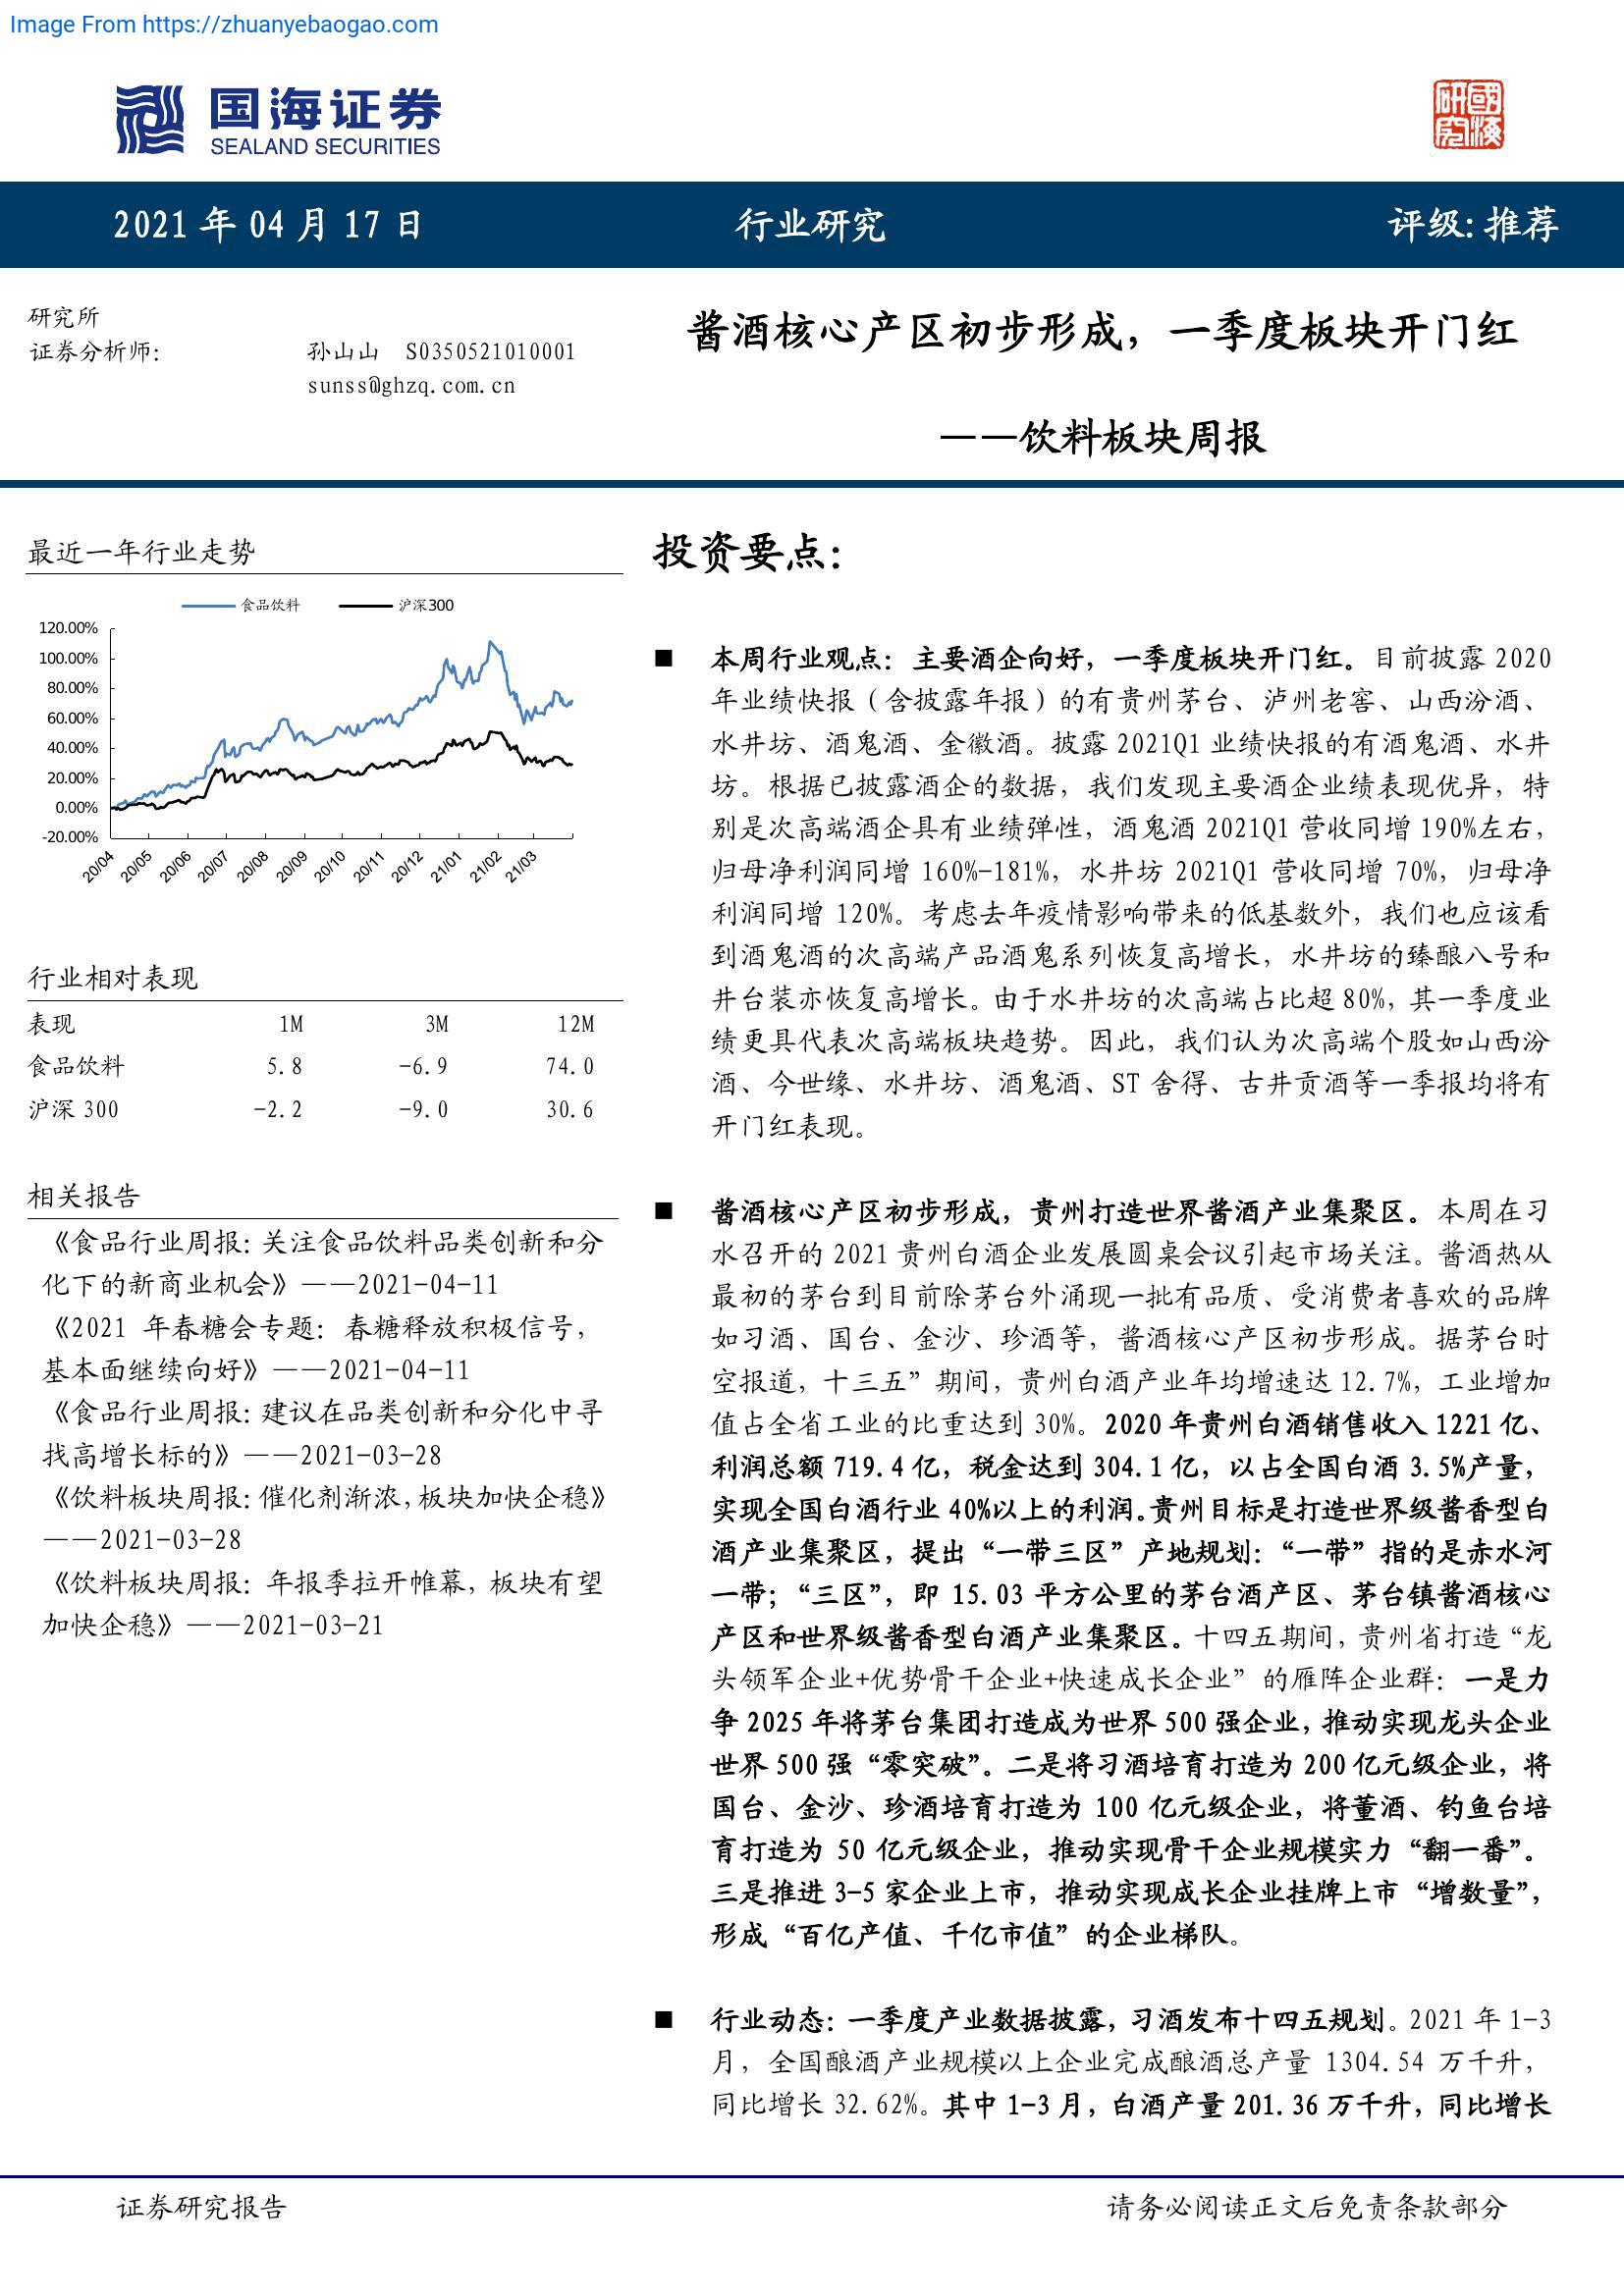 Image From https://zhuanyebaogao.com
国海证券
SEALAND SECURITIES
研究
國海
2021 年 04 月 17 日
行业研究
评级：推荐
研究所
证券分析师：
孙山山 S0350521010001
sunss@ghzq.com.cn
酱酒核心产区初步形成，一季度板块开门红
——饮料板块周报
最近一年行业走势
食品饮料 沪深300
120.00%
100.00%
80.00%
60.00%
40.00%
20.00%
0.00%
-20.00%
20/04 20/05 20/06 20/07 20/08 20/09 20/10 20/11 20/12 21/01 21/02 21/03
行业相对表现
表现 1M 3M 12M
食品饮料 5.8 -6.9 74.0
沪深 300 -2.2 -9.0 30.6
相关报告
《食品行业周报：关注食品饮料品类创新和分
化下的新商业机会》——2021-04-11
《2021 年春糖会专题：春糖释放积极信号，
基本面继续向好》——2021-04-11
《食品行业周报：建议在品类创新和分化中寻
找高增长标的》——2021-03-28
《饮料板块周报：催化剂渐浓，板块加快企稳》
——2021-03-28
《饮料板块周报：年报季拉开帷幕，板块有望
加快企稳》——2021-03-21
投资要点：
■ 本周行业观点：主要酒企向好，一季度板块开门红。目前披露 2020
年业绩快报（含披露年报）的有贵州茅台、泸州老窖、山西汾酒、
水井坊、酒鬼酒、金徽酒。披露 2021Q1 业绩快报的有酒鬼酒、水井
坊。根据已披露酒企的数据，我们发现主要酒企业绩表现优异，特
别是次高端酒企具有业绩弹性，酒鬼酒 2021Q1 营收同增 190%左右，
归母净利润同增 160%-181%，水井坊 2021Q1 营收同增 70%，归母净
利润同增 120%。考虑去年疫情影响带来的低基数外，我们也应该看
到酒鬼酒的次高端产品酒鬼系列恢复高增长，水井坊的臻酿八号和
井台装亦恢复高增长。由于水井坊的次高端占比超 80%，其一季度业
绩更具代表次高端板块趋势。因此，我们认为次高端个股如山西汾
酒、今世缘、水井坊、酒鬼酒、ST 舍得、古井贡酒等一季报均将有
开门红表现。
■ 酱酒核心产区初步形成，贵州打造世界酱酒产业集聚区。本周在习
水召开的 2021 贵州白酒企业发展圆桌会议引起市场关注。酱酒热从
最初的茅台到目前除茅台外涌现一批有品质、受消费者喜欢的品牌
如习酒、国台、金沙、珍酒等，酱酒核心产区初步形成。据茅台时
空报道，十三五”期间，贵州白酒产业年均增速达 12.7%，工业增加
值占全省工业的比重达到 30%。2020 年贵州白酒销售收入 1221 亿、
利润总额 719.4 亿，税金达到 304.1 亿，以占全国白酒 3.5%产量，
实现全国白酒行业 40%以上的利润。贵州目标是打造世界级酱香型白
酒产业集聚区，提出“一带三区”产地规划：“一带”指的是赤水河
一带；“三区”，即 15.03 平方公里的茅台酒产区、茅台镇酱酒核心
产区和世界级酱香型白酒产业集聚区。十四五期间，贵州省打造“龙
头领军企业+优势骨干企业+快速成长企业”的雁阵企业群：一是力
争 2025 年将茅台集团打造成为世界 500 强企业，推动实现龙头企业
世界 500 强“零突破”。二是将习酒培育打造为 200 亿元级企业，将
国台、金沙、珍酒培育打造为 100 亿元级企业，将董酒、钓鱼台培
育打造为 50 亿元级企业，推动实现骨干企业规模实力“翻一番”。
三是推进 3-5 家企业上市，推动实现成长企业挂牌上市“增数量”，
形成“百亿产值、千亿市值”的企业梯队。
■ 行业动态：一季度产业数据披露，习酒发布十四五规划。2021 年 1-3
月，全国酿酒产业规模以上企业完成酿酒总产量 1304.54 万千升，
同比增长 32.62%。其中 1-3 月，白酒产量 201.36 万千升，同比增长
证券研究报告
请务必阅读正文后免责条款部分